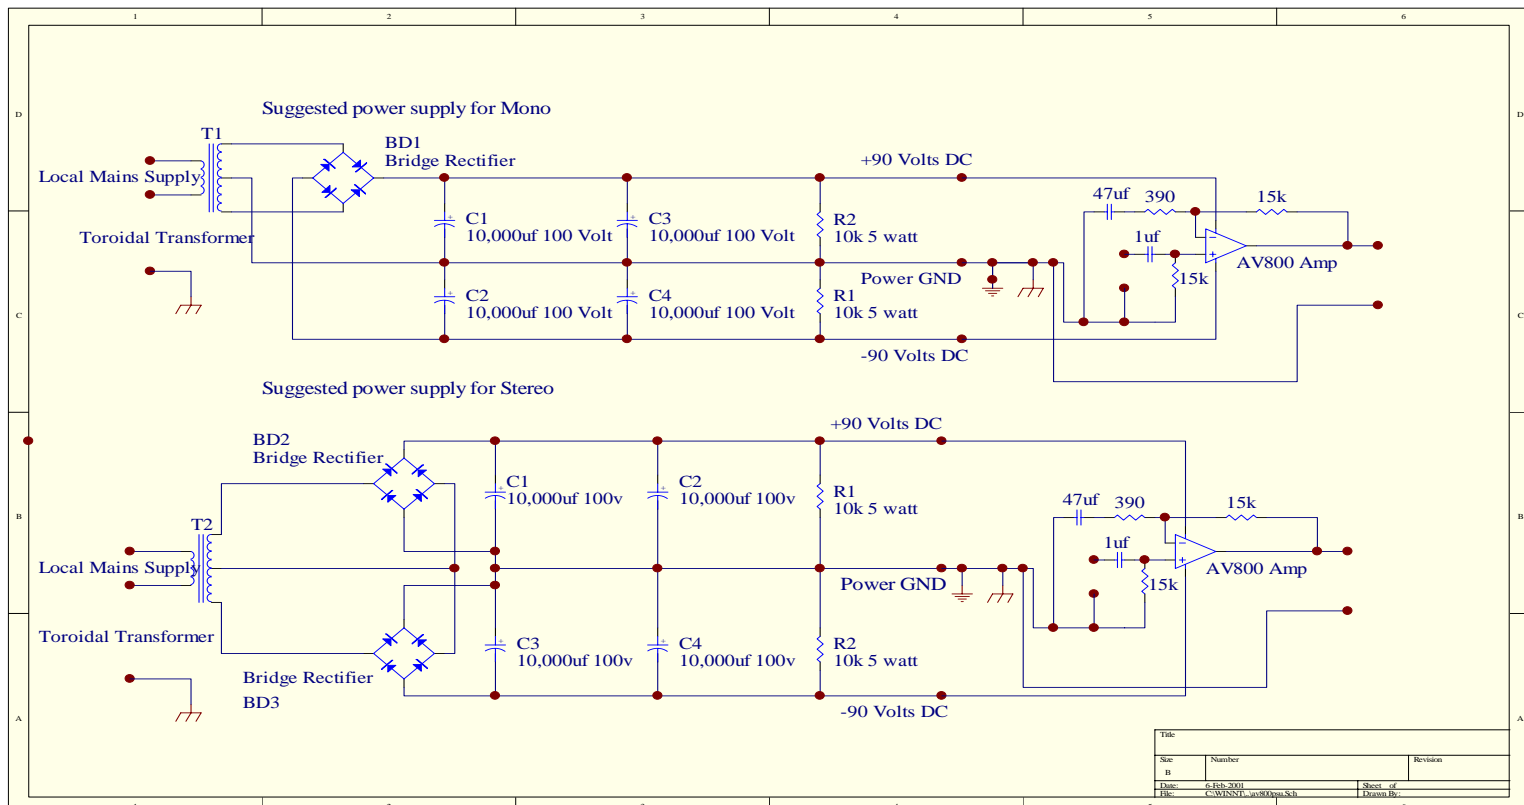 1 2 3 4 5 6
D D
Suggested power supply for Mono
T1
BD1
Bridge Rectifier
+90 Volts DC
Local Mains Supply
47uf 390 15k
C1
10,000uf 100 Volt
C3
10,000uf 100 Volt
R2
10k 5 watt
Toroidal Transformer
1uf
-
+
AV800 Amp
15k
Power GND
C2
10,000uf 100 Volt
C4
10,000uf 100 Volt
R1
10k 5 watt
C C
-90 Volts DC
Suggested power supply for Stereo
+90 Volts DC
BD2
Bridge Rectifier
C1
10,000uf 100v
C2
10,000uf 100v
R1
10k 5 watt
47uf 390 15k
B B
T2
1uf
-
+
AV800 Amp
Local Mains Supply
Power GND
15k
Toroidal Transformer
C3
10,000uf 100v
C4
10,000uf 100v
R2
10k 5 watt
Bridge Rectifier
BD3
-90 Volts DC
A A
Title
Size Number Revision
B
Date: 6-Feb-2001 Sheet of
File: C:\WINNT\...\av800psu.Sch Drawn By: